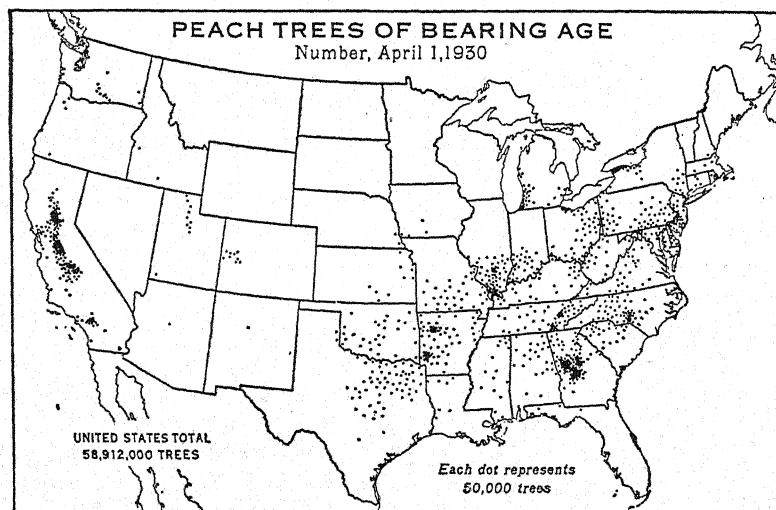 PEACH TREES OF BEARING AGE
Number, April 1,1930
UNITED STATES TOTAL
58,912,000 TREES
Each dot represents
50,000 trees